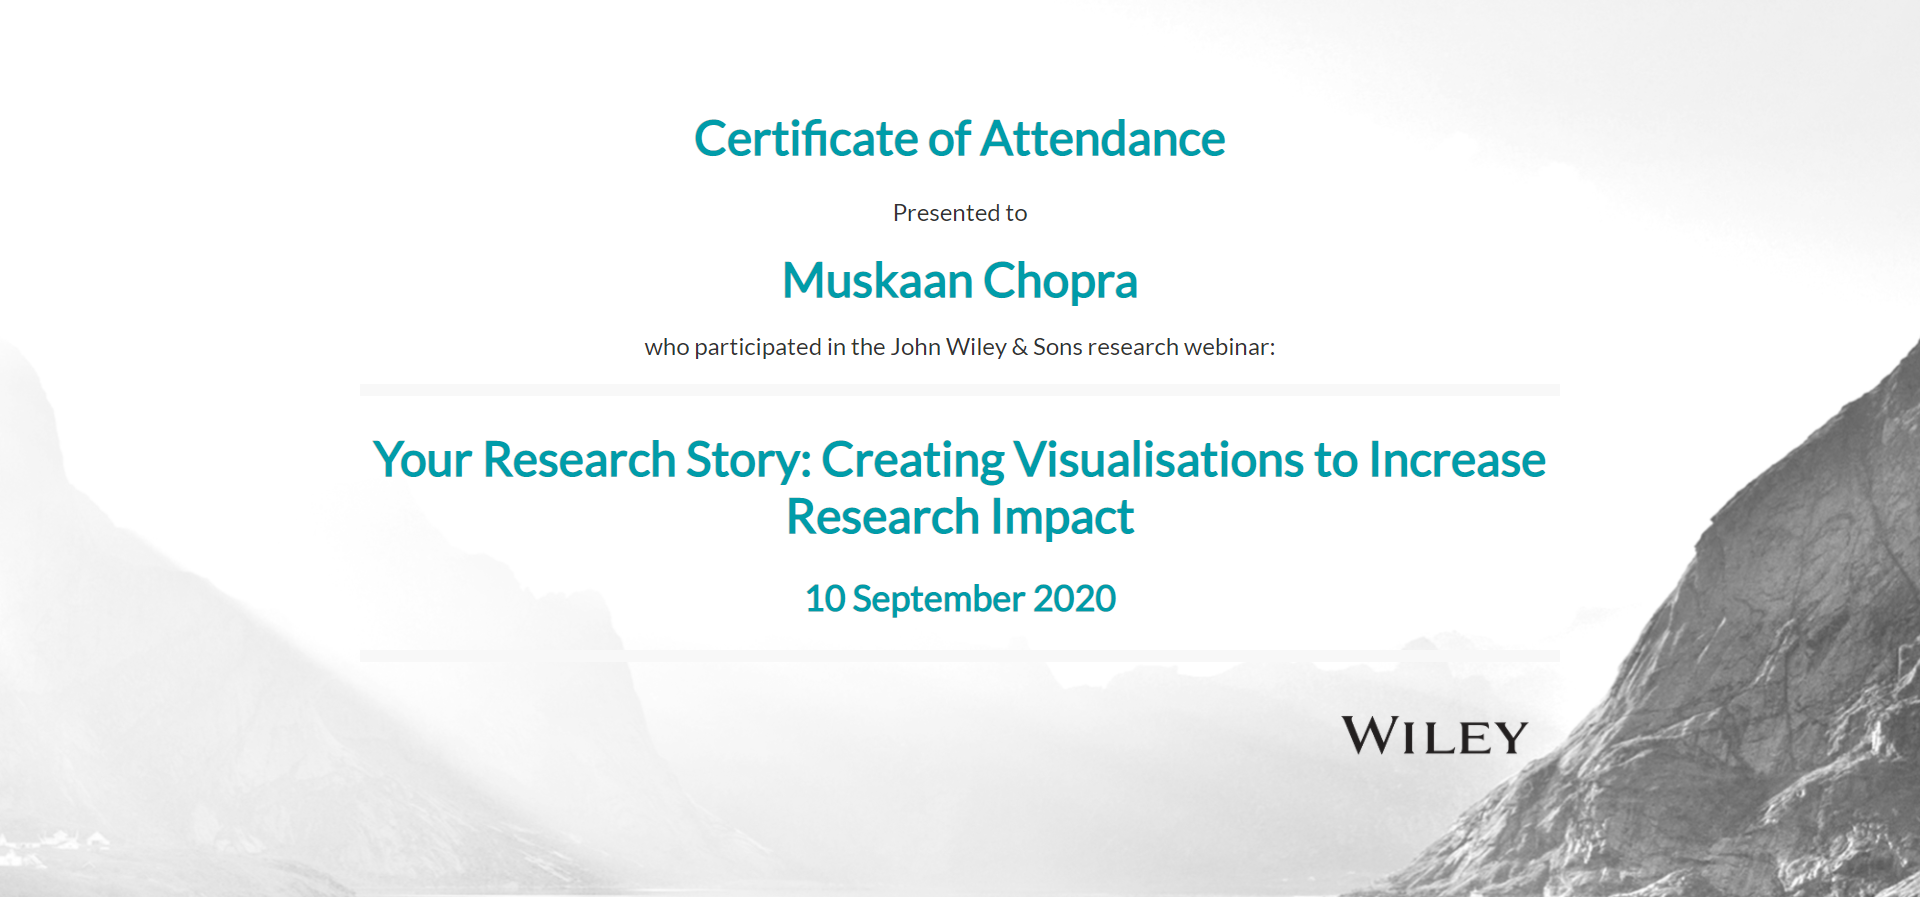 Certificate of Attendance
Presented to
Muskaan Chopra
who participated in the John Wiley & Sons research webinar:
Your Research Story: Creating Visualisations to Increase
Research Impact
10 September 2020
WILEY